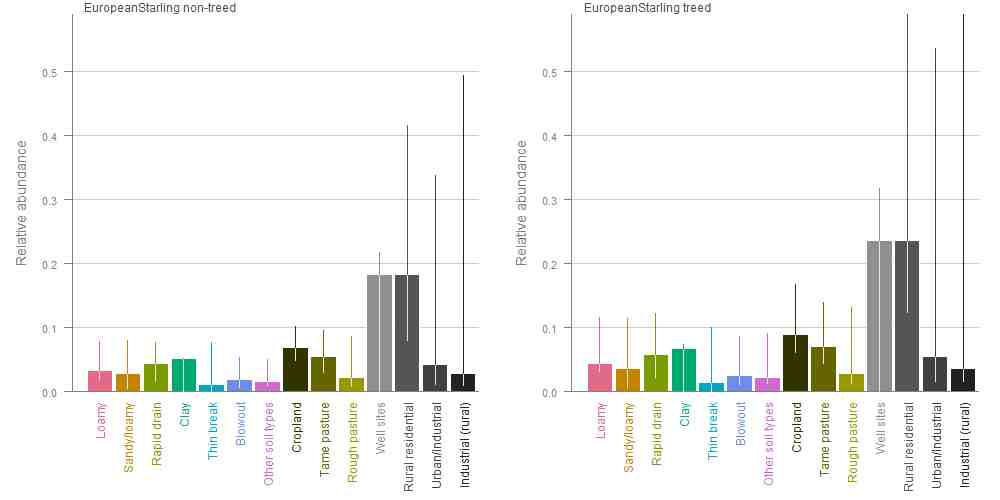 EuropeanStarling non-treed
Relative abundance
0.5
0.4
0.3
0.2
0.1
0.0
Loamy
Sandy/loamy
Rapid drain
Clay
Thin break
Blowout
Other soil types
Cropland
Tame pasture
Rough pasture
Well sites
Rural residential
Urban/Industrial
Industrial (rural)
EuropeanStarling treed
Relative abundance
0.5
0.4
0.3
0.2
0.1
0.0
Loamy
Sandy/loamy
Rapid drain
Clay
Thin break
Blowout
Other soil types
Cropland
Tame pasture
Rough pasture
Well sites
Rural residential
Urban/Industrial
Industrial (rural)